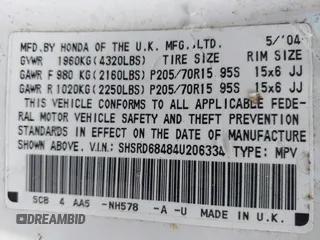 MFD.BY HONDA OF THE U.K. MFG.,LTD. 5/'04
GVWR 1960KG(4320LBS) TIRE SIZE RIM SIZE
GAWR F 980 KG (2160LBS) P205/70R15 95S 15x6 JJ
GAWR R 1020KG(2250LBS) P205/70R15 95S 15x6 JJ
THIS VEHICLE CONFORMS TO ALL APPLICABLE FEDE-
RAL MOTOR VEHICLE SAFETY AND THEFT PREVENTION
STANDARDS IN EFFECT ON THE DATE OF MANUFACTURE
SHOWN ABOVE. V.I.N.: SHSRD68484U206334 TYPE: MPV
SCB 4 AA5 -NH578 -A -U MADE IN U.K.
©DREAMBID